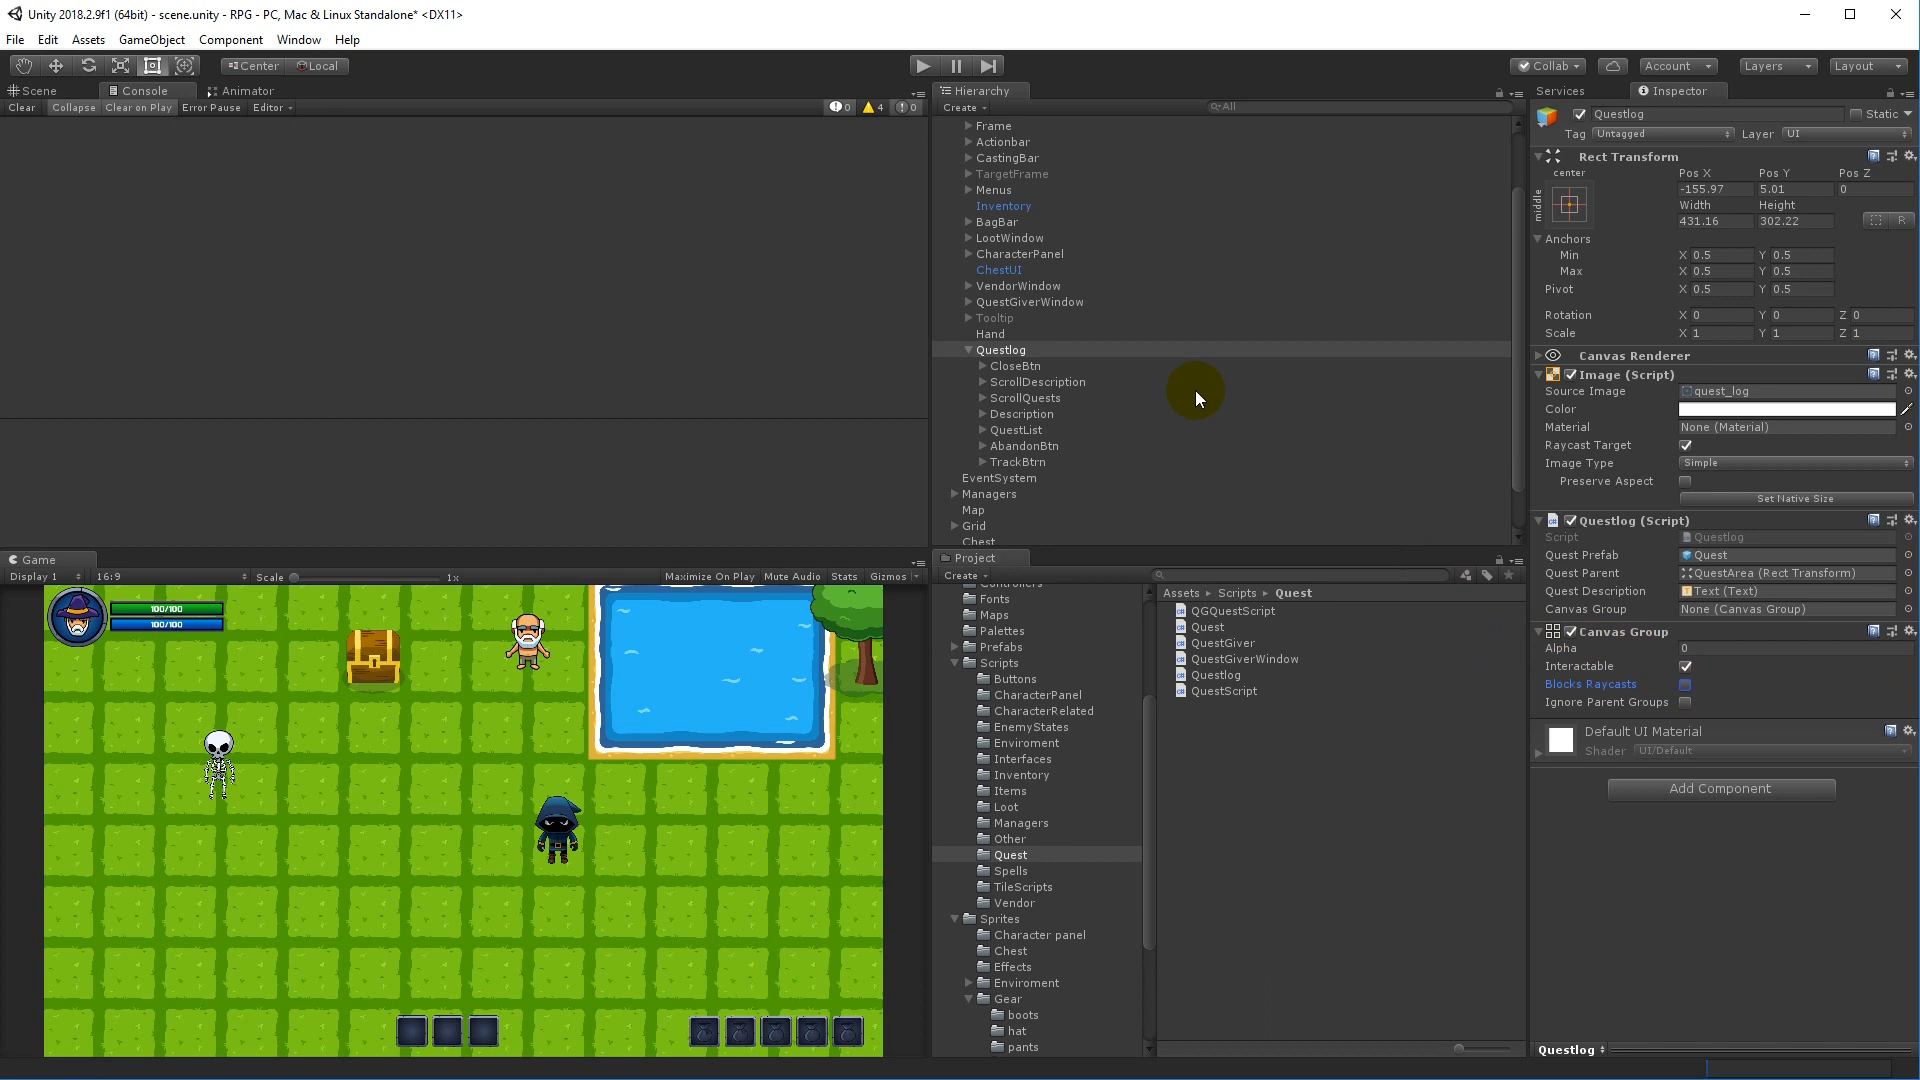 Unity 2018.2.9f1 (64bit) - scene.unity - RPG - PC, Mac & Linux Standalone* <DX11>
File Edit Assets GameObject Component Window Help
Center Local
Collab Account Layers Layout
Scene Console Animator
Clear Collapse Clear on Play Error Pause Editor 0 4 0
Hierarchy
Create All
Frame
Actionbar
CastingBar
TargetFrame
Menus
Inventory
BagBar
LootWindow
CharacterPanel
ChestUI
VendorWindow
QuestGiverWindow
Tooltip
Hand
Questlog
CloseBtn
ScrollDescription
ScrollQuests
Description
QuestList
AbandonBtn
TrackBtrn
EventSystem
Managers
Map
Grid
Chest
Services Inspector
Questlog Static
Tag Untagged Layer UI
Rect Transform
center Pos X Pos Y Pos Z
middle -155.97 5.01 0
Width Height
431.16 302.22 R
Anchors
Min X 0.5 Y 0.5
Max X 0.5 Y 0.5
Pivot X 0.5 Y 0.5
Rotation X 0 Y 0 Z 0
Scale X 1 Y 1 Z 1
Canvas Renderer
Image (Script)
Source Image quest_log
Color
Material None (Material)
Raycast Target
Image Type Simple
Preserve Aspect
Set Native Size
Questlog (Script)
Script Questlog
Quest Prefab Quest
Quest Parent QuestArea (Rect Transform)
Quest Description Text (Text)
Canvas Group None (Canvas Group)
Canvas Group
Alpha 0
Interactable
Blocks Raycasts
Ignore Parent Groups
Default UI Material
Shader UI/Default
Add Component
Questlog
Game
Display 1 16:9 Scale 1x Maximize On Play Mute Audio Stats Gizmos
100/100
100/100
Project
Create
Controllers
Fonts
Maps
Palettes
Prefabs
Scripts
Buttons
CharacterPanel
CharacterRelated
EnemyStates
Enviroment
Interfaces
Inventory
Items
Loot
Managers
Other
Quest
Spells
TileScripts
Vendor
Sprites
Character panel
Chest
Effects
Enviroment
Gear
boots
hat
pants
Assets Scripts Quest
QGQuestScript
Quest
QuestGiver
QuestGiverWindow
Questlog
QuestScript